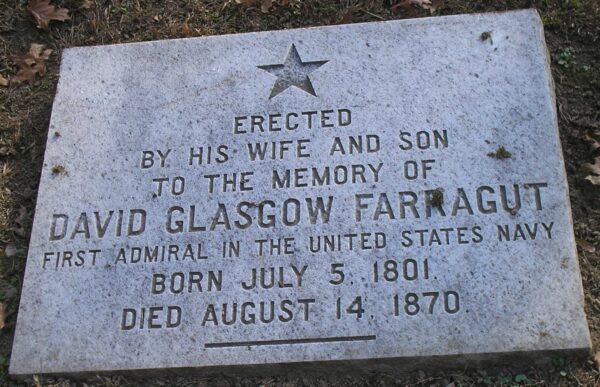 ERECTED
BY HIS WIFE AND SON
TO THE MEMORY OF
DAVID GLASGOW FARRAGUT
FIRST ADMIRAL IN THE UNITED STATES NAVY
BORN JULY 5, 1801.
DIED AUGUST 14, 1870.